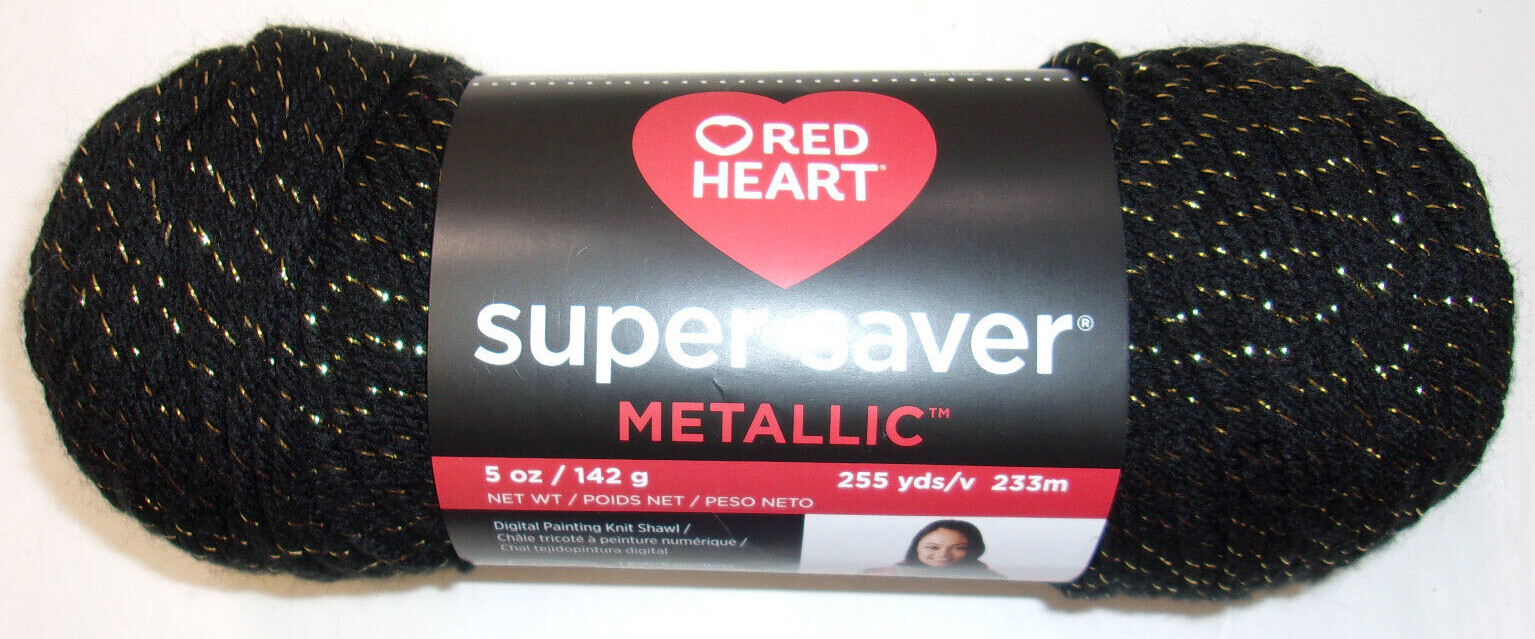 RED
HEART®
super saver®
METALLIC™
5 oz / 142 g 255 yds/v 233m
NET WT / POIDS NET / PESO NETO
Digital Painting Knit Shawl /
Châle tricoté à peinture numérique /
Chal tejidopintura digital